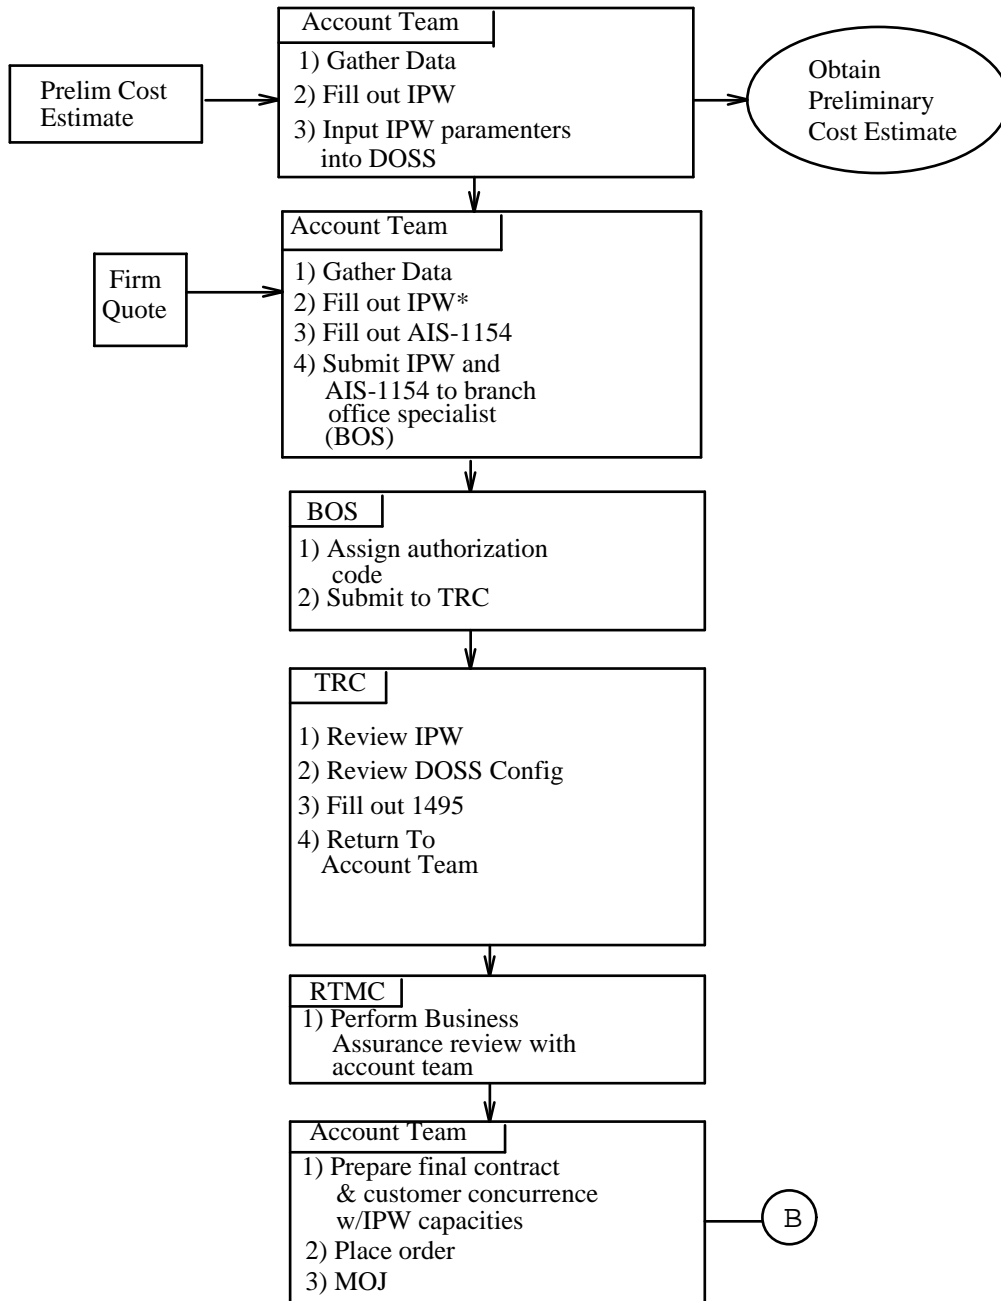 Prelim Cost
Estimate
Account Team
1) Gather Data
2) Fill out IPW
3) Input IPW paramenters
into DOSS
Obtain
Preliminary
Cost Estimate
Firm
Quote
Account Team
1) Gather Data
2) Fill out IPW*
3) Fill out AIS-1154
4) Submit IPW and
AIS-1154 to branch
office specialist
(BOS)
BOS
1) Assign authorization
code
2) Submit to TRC
TRC
1) Review IPW
2) Review DOSS Config
3) Fill out 1495
4) Return To
Account Team
RTMC
1) Perform Business
Assurance review with
account team
Account Team
1) Prepare final contract
& customer concurrence
w/IPW capacities
2) Place order
3) MOJ
B